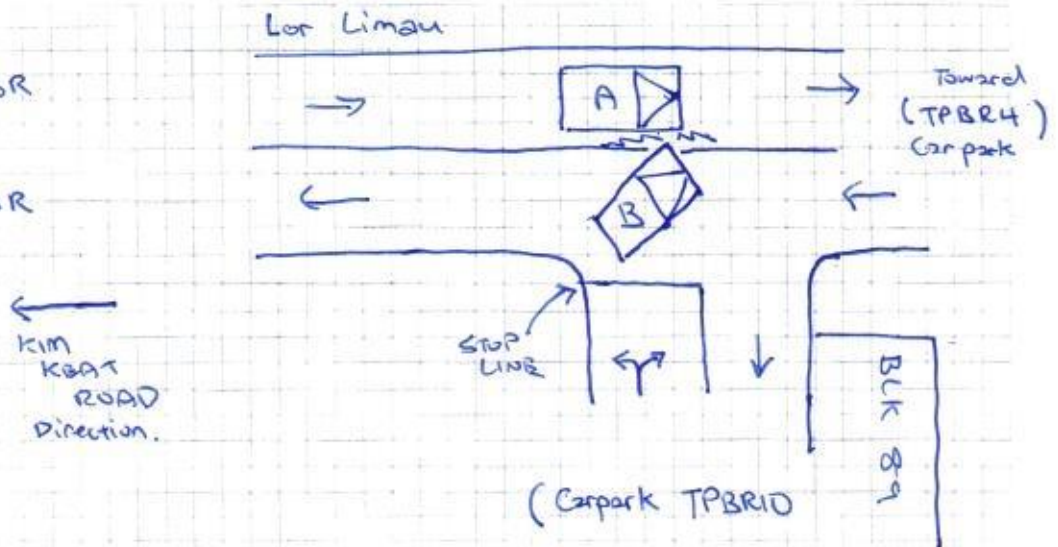 Lor Limau
A
Toward
(TPBR4)
Carpark
B
KIM
KEAT
ROAD
Direction.
STOP
LINE
BLK 89
(Carpark TPBR10